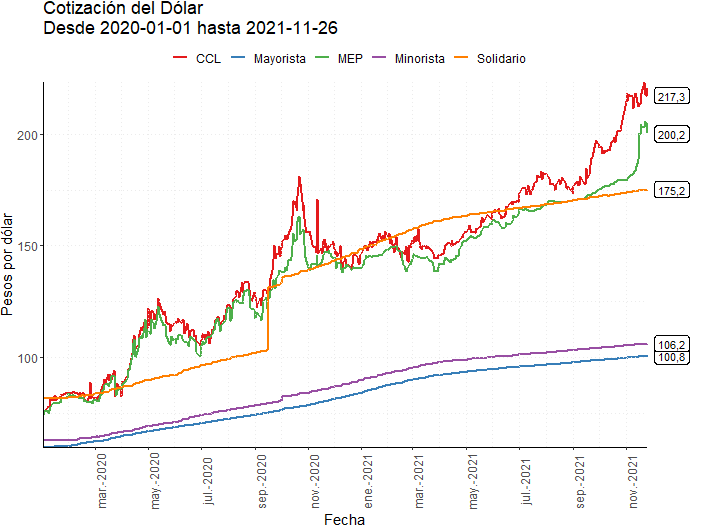 Cotización del Dólar
Desde 2020-01-01 hasta 2021-11-26
CCL Mayorista MEP Minorista Solidario
217,3
200,2
175,2
106,2
100,8
200
150
100
Pesos por dólar
mar.-2020
may.-2020
jul.-2020
sep.-2020
nov.-2020
ene.-2021
mar.-2021
may.-2021
jul.-2021
sep.-2021
nov.-2021
Fecha